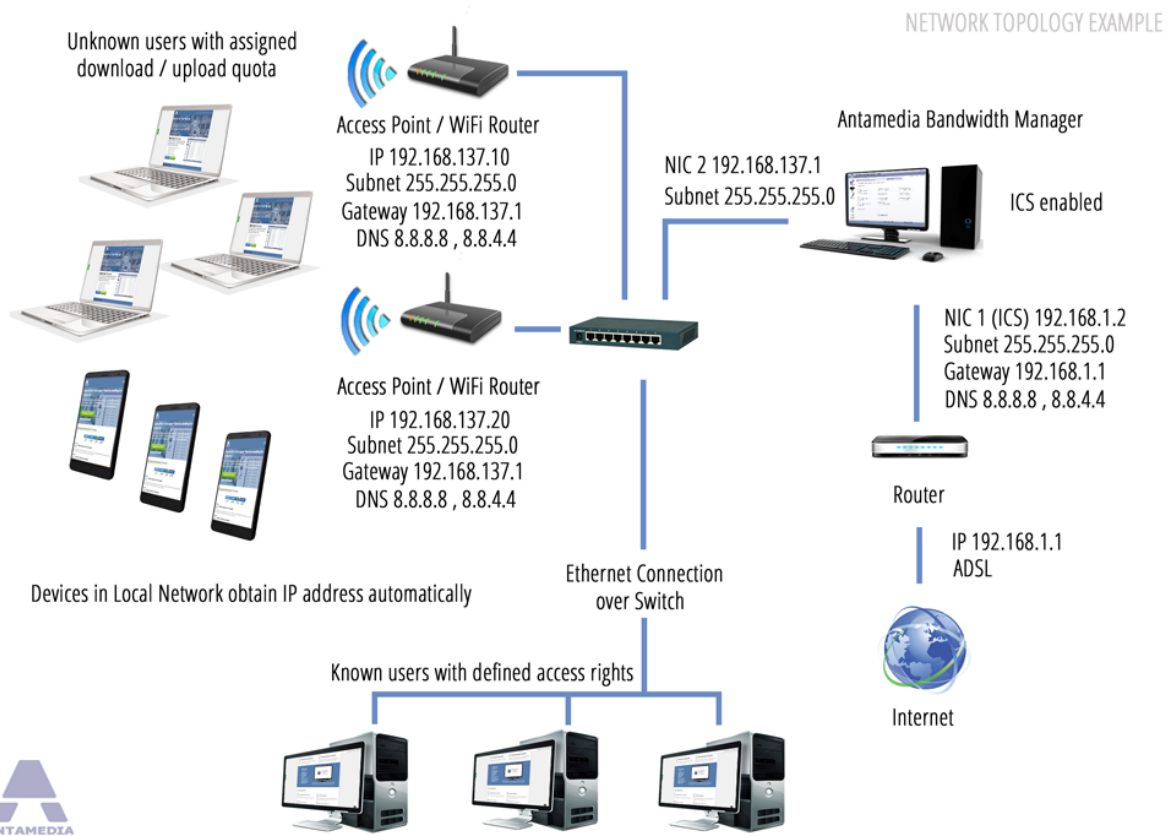 NETWORK TOPOLOGY EXAMPLE
Unknown users with assigned
download / upload quota
Access Point / WiFi Router
IP 192.168.137.10
Subnet 255.255.255.0
Gateway 192.168.137.1
DNS 8.8.8.8 , 8.8.4.4
Access Point / WiFi Router
IP 192.168.137.20
Subnet 255.255.255.0
Gateway 192.168.137.1
DNS 8.8.8.8 , 8.8.4.4
Antamedia Bandwidth Manager
NIC 2 192.168.137.1
Subnet 255.255.255.0
ICS enabled
NIC 1 (ICS) 192.168.1.2
Subnet 255.255.255.0
Gateway 192.168.1.1
DNS 8.8.8.8 , 8.8.4.4
Router
IP 192.168.1.1
ADSL
Internet
Devices in Local Network obtain IP address automatically
Ethernet Connection
over Switch
Known users with defined access rights
NTAMEDIA